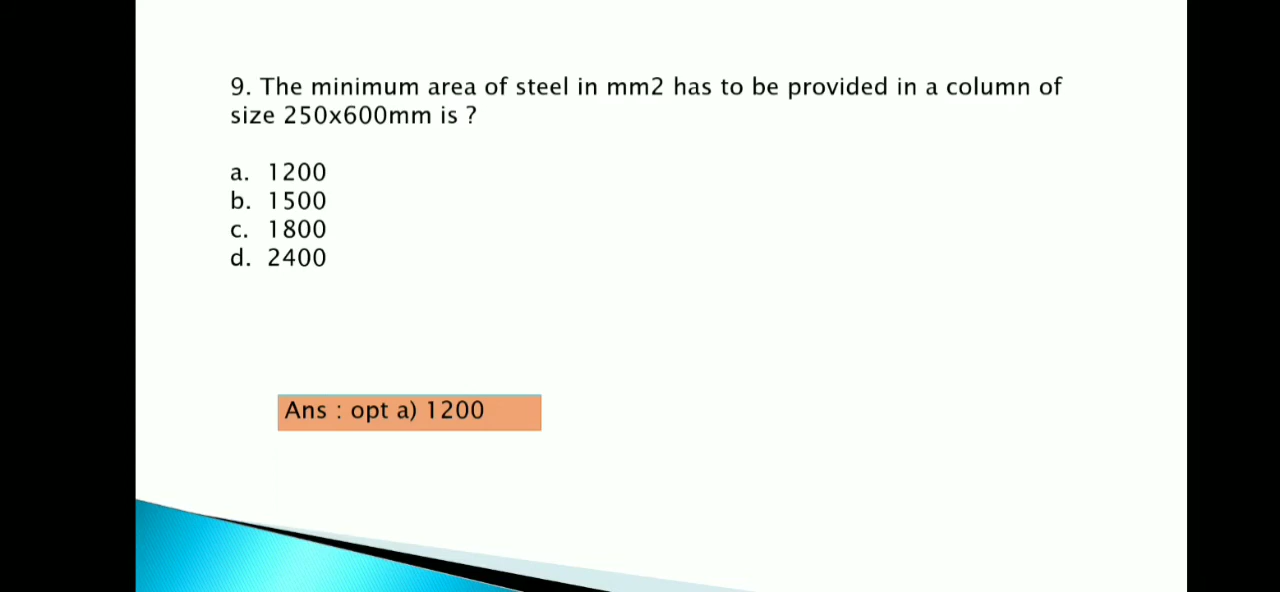 9. The minimum area of steel in mm2 has to be provided in a column of
size 250x600mm is ?
a. 1200
b. 1500
c. 1800
d. 2400
Ans : opt a) 1200